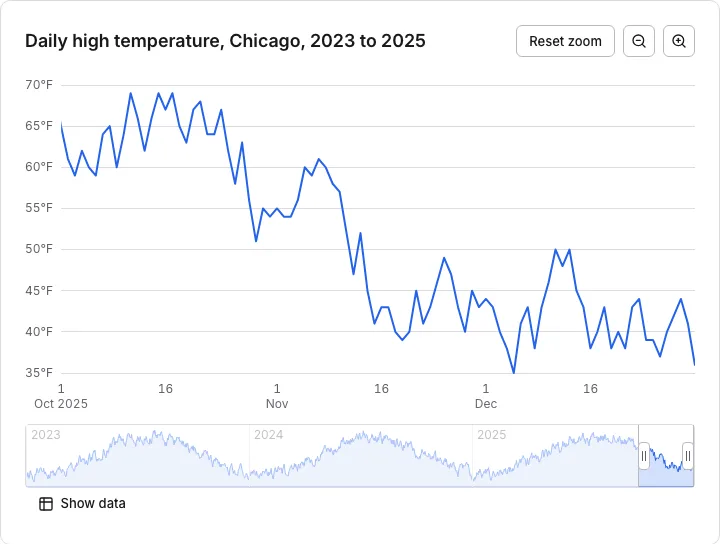 Daily high temperature, Chicago, 2023 to 2025
Reset zoom
70°F
65°F
60°F
55°F
50°F
45°F
40°F
35°F
1 16 1 16 1 16
Oct 2025 Nov Dec
2023 2024 2025
Show data